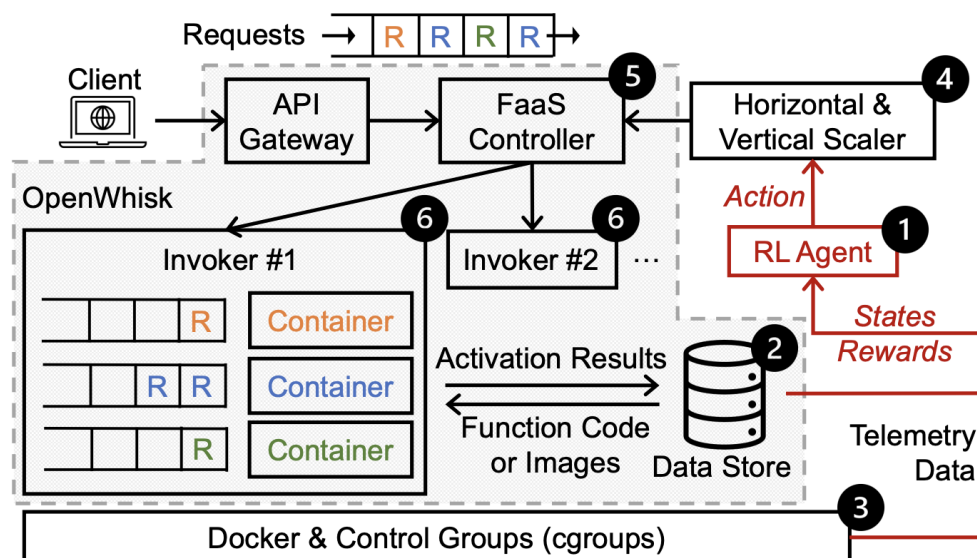 Requests
R R R R
5
4
Client
API
Gateway
FaaS
Controller
Horizontal &
Vertical Scaler
OpenWhisk
Action
6
6
1
Invoker #1
Invoker #2
...
RL Agent
R
Container
States
Rewards
2
R R
Container
Activation Results
Function Code
or Images
R
Container
Data Store
Telemetry
Data
3
Docker & Control Groups (cgroups)